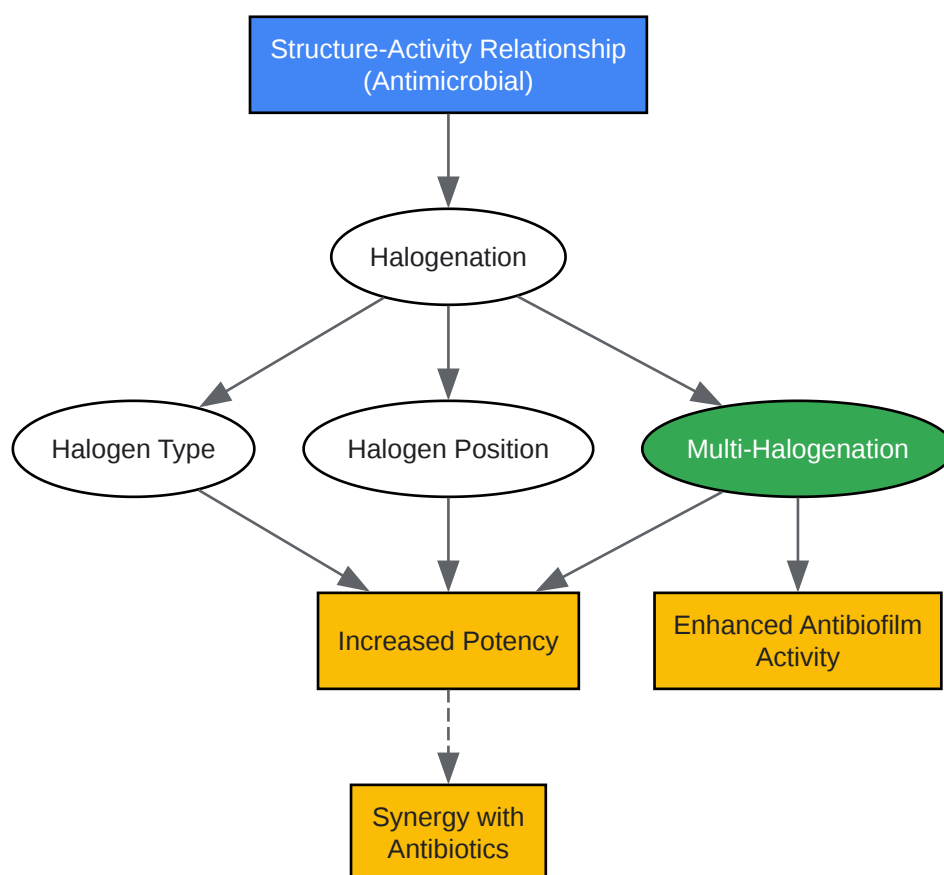 Structure-Activity Relationship
(Antimicrobial)
Halogenation
Halogen Type
Halogen Position
Multi-Halogenation
Increased Potency
Enhanced Antibiofilm
Activity
Synergy with
Antibiotics